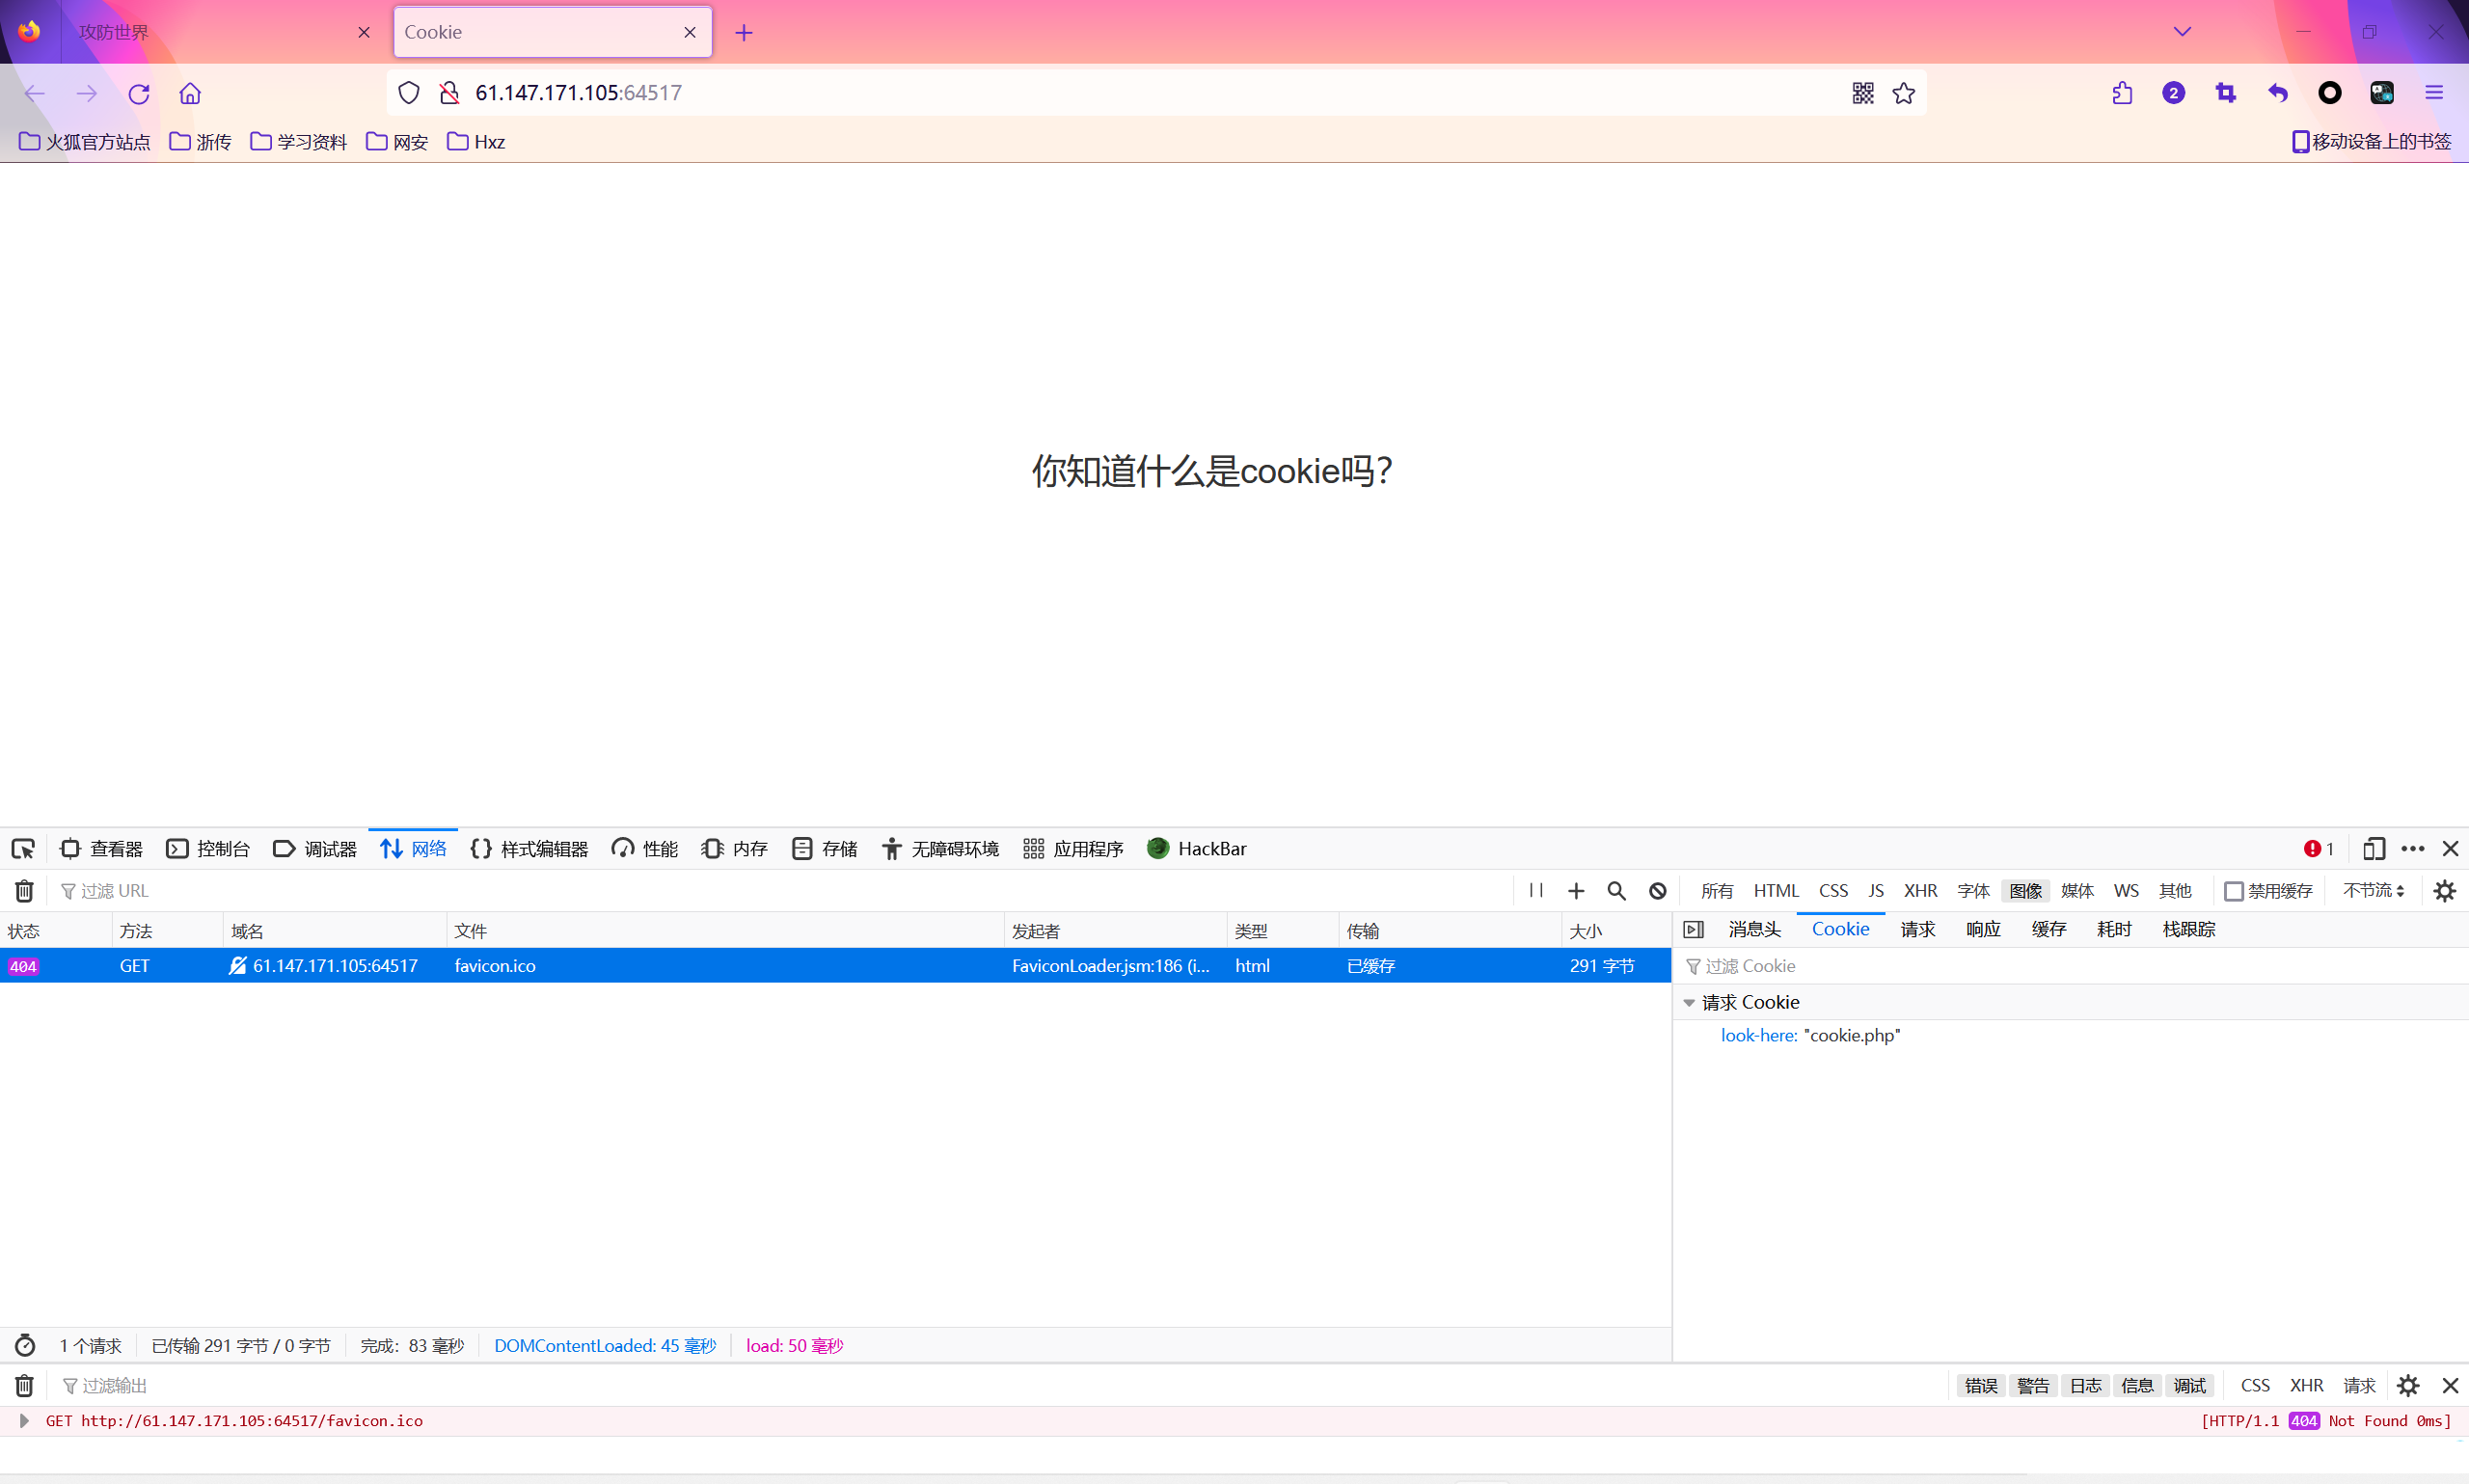 攻防世界
Cookie
61.147.171.105:64517
2
火狐官方站点 浙传 学习资料 网安 Hxz
移动设备上的书签
你知道什么是cookie吗？
查看器 控制台 调试器 网络 样式编辑器 性能 内存 存储 无障碍环境 应用程序 HackBar
1
过滤 URL
所有 HTML CSS JS XHR 字体 图像 媒体 WS 其他 禁用缓存 不节流
状态 方法 域名 文件 发起者 类型 传输 大小
404 GET 61.147.171.105:64517 favicon.ico FaviconLoader.jsm:186 (i... html 已缓存 291 字节
消息头 Cookie 请求 响应 缓存 耗时 栈跟踪
过滤 Cookie
请求 Cookie
look-here: "cookie.php"
1 个请求 已传输 291 字节 / 0 字节 完成：83 毫秒 DOMContentLoaded: 45 毫秒 load: 50 毫秒
过滤输出
错误 警告 日志 信息 调试 CSS XHR 请求
GET http://61.147.171.105:64517/favicon.ico
[HTTP/1.1 404 Not Found 0ms]